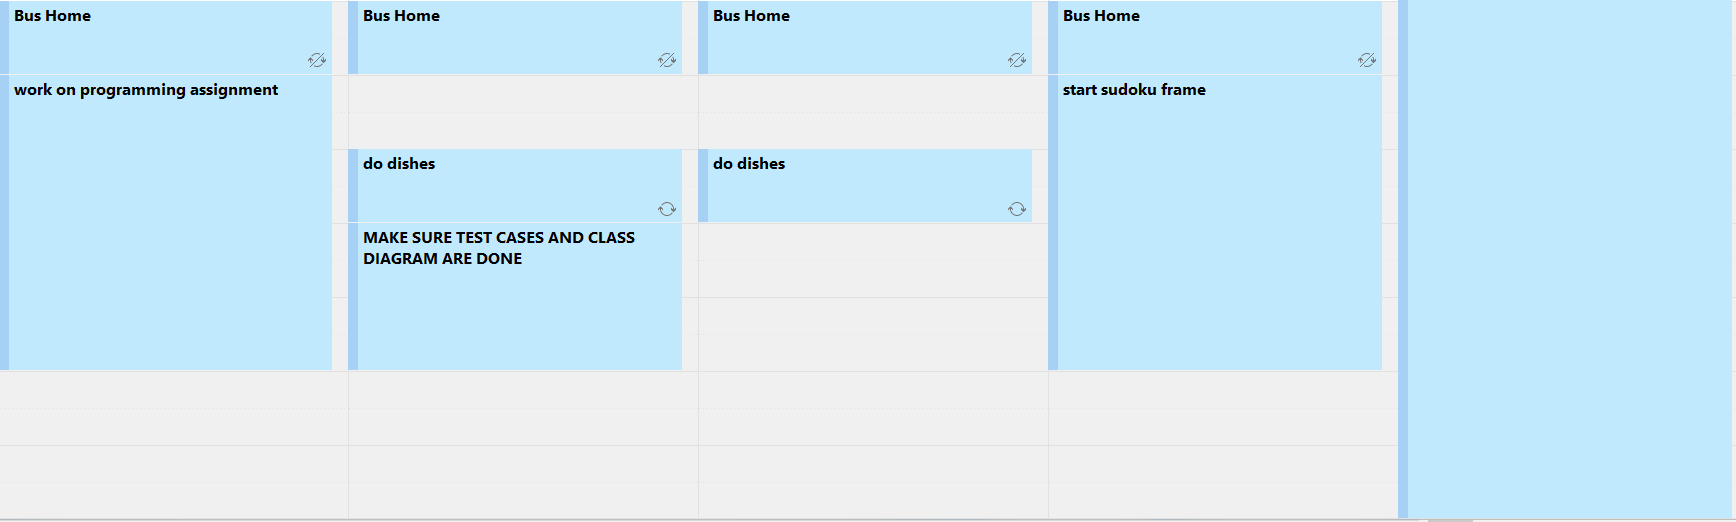 Bus Home
Bus Home
Bus Home
Bus Home
work on programming assignment
start sudoku frame
do dishes
do dishes
MAKE SURE TEST CASES AND CLASS
DIAGRAM ARE DONE